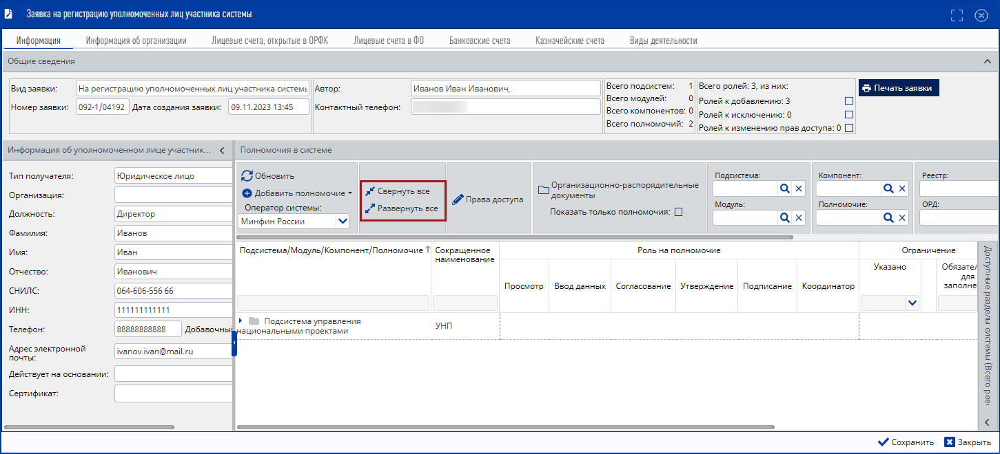 Заявка на регистрацию уполномоченных лиц участника системы
Информация
Информация об организации
Лицевые счета, открытые в ОРФК
Лицевые счета в ФО
Банковские счета
Казначейские счета
Виды деятельности
Общие сведения
Вид заявки:
На регистрацию уполномоченных лиц участника системы
Номер заявки:
092-1/04192
Дата создания заявки:
09.11.2023 13:45
Автор:
Иванов Иван Иванович,
Контактный телефон:
Всего подсистем: 1
Всего модулей: 0
Всего компонентов: 0
Всего полномочий: 2
Всего ролей: 3, из них:
Ролей к добавлению: 3
Ролей к исключению: 0
Ролей к изменению прав доступа: 0
Печать заявки
Информация об уполномоченном лице участник...
Тип получателя:
Юридическое лицо
Организация:
Должность:
Директор
Фамилия:
Иванов
Имя:
Иван
Отчество:
Иванович
СНИЛС:
064-606-556 66
ИНН:
111111111111
Телефон:
88888888888
Добавочный
Адрес электронной
почты:
ivanov.ivan@mail.ru
Действует на основании:
Сертификат:
Полномочия в системе
Обновить
Добавить полномочие
Оператор системы:
Минфин России
Свернуть все
Развернуть все
Права доступа
Организационно-распорядительные
документы
Показать только полномочия:
Подсистема:
Модуль:
Компонент:
Полномочие:
Реестр:
ОРД:
Подсистема/Модуль/Компонент/Полномочие
Сокращенное
наименование
Роль на полномочие
Просмотр
Ввод данных
Согласование
Утверждение
Подписание
Координатор
Ограничение
Указано
Обязател
для
заполне
Подсистема управления
национальными проектами
УНП
Доступные разделы системы (Всего рее
Сохранить
Закрыть